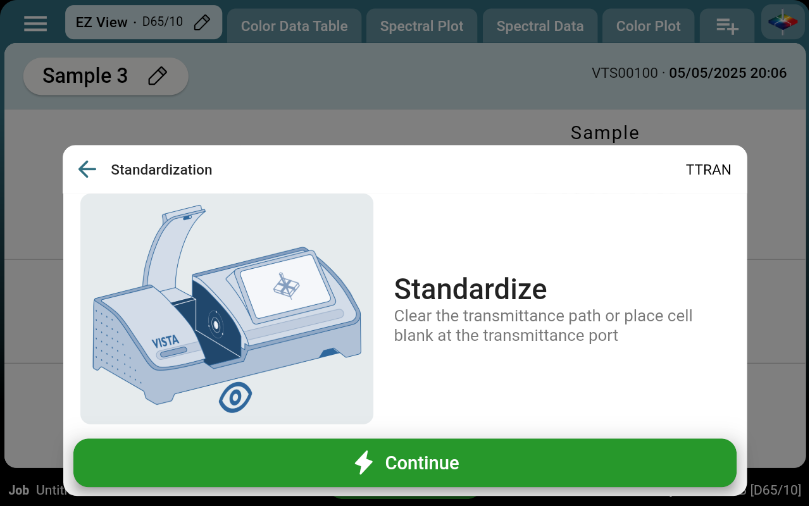 EZ View · D65/10
Color Data Table
Spectral Plot
Spectral Data
Color Plot
Sample 3
VTS00100 · 05/05/2025 20:06
Sample
Standardization
TTRAN
VISTA
Standardize
Clear the transmittance path or place cell
blank at the transmittance port
Continue
Job
[D65/10]